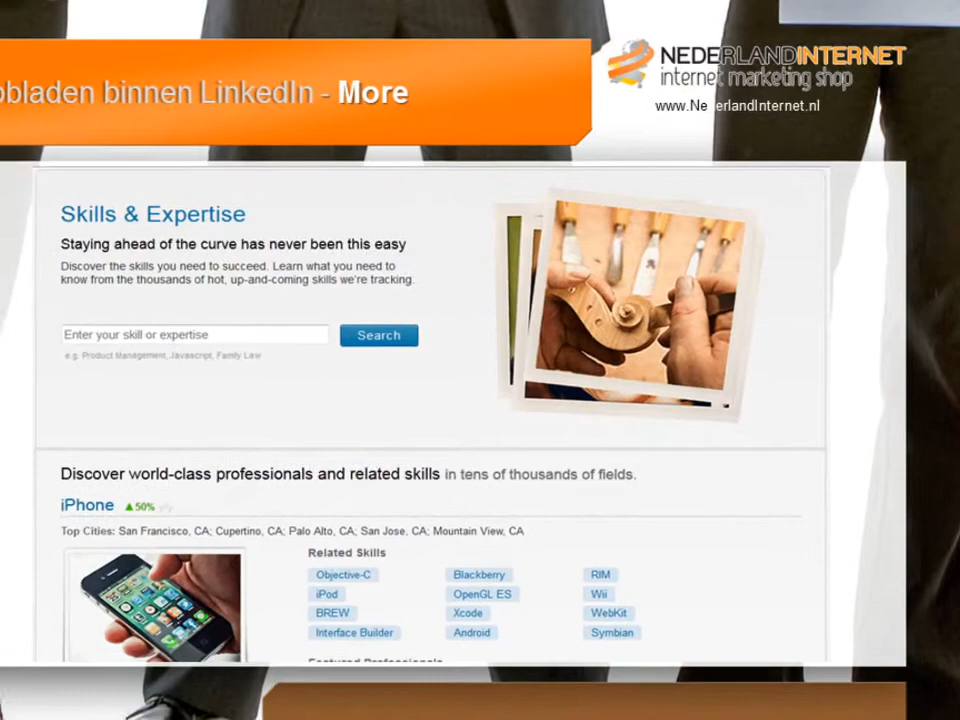 NEDERLANDINTERNET
internet marketing shop
www.NederlandInternet.nl
obladen binnen LinkedIn - More
Skills & Expertise
Staying ahead of the curve has never been this easy
Discover the skills you need to succeed. Learn what you need to
know from the thousands of hot, up-and-coming skills we're tracking.
Enter your skill or expertise
Search
e.g. Product Management, Javascript, Family Law
Discover world-class professionals and related skills in tens of thousands of fields.
iPhone ▲50% y/y
Top Cities: San Francisco, CA; Cupertino, CA; Palo Alto, CA; San Jose, CA; Mountain View, CA
Related Skills
Objective-C Blackberry RIM
iPod OpenGL ES Wii
BREW Xcode WebKit
Interface Builder Android Symbian
Featured Professionals